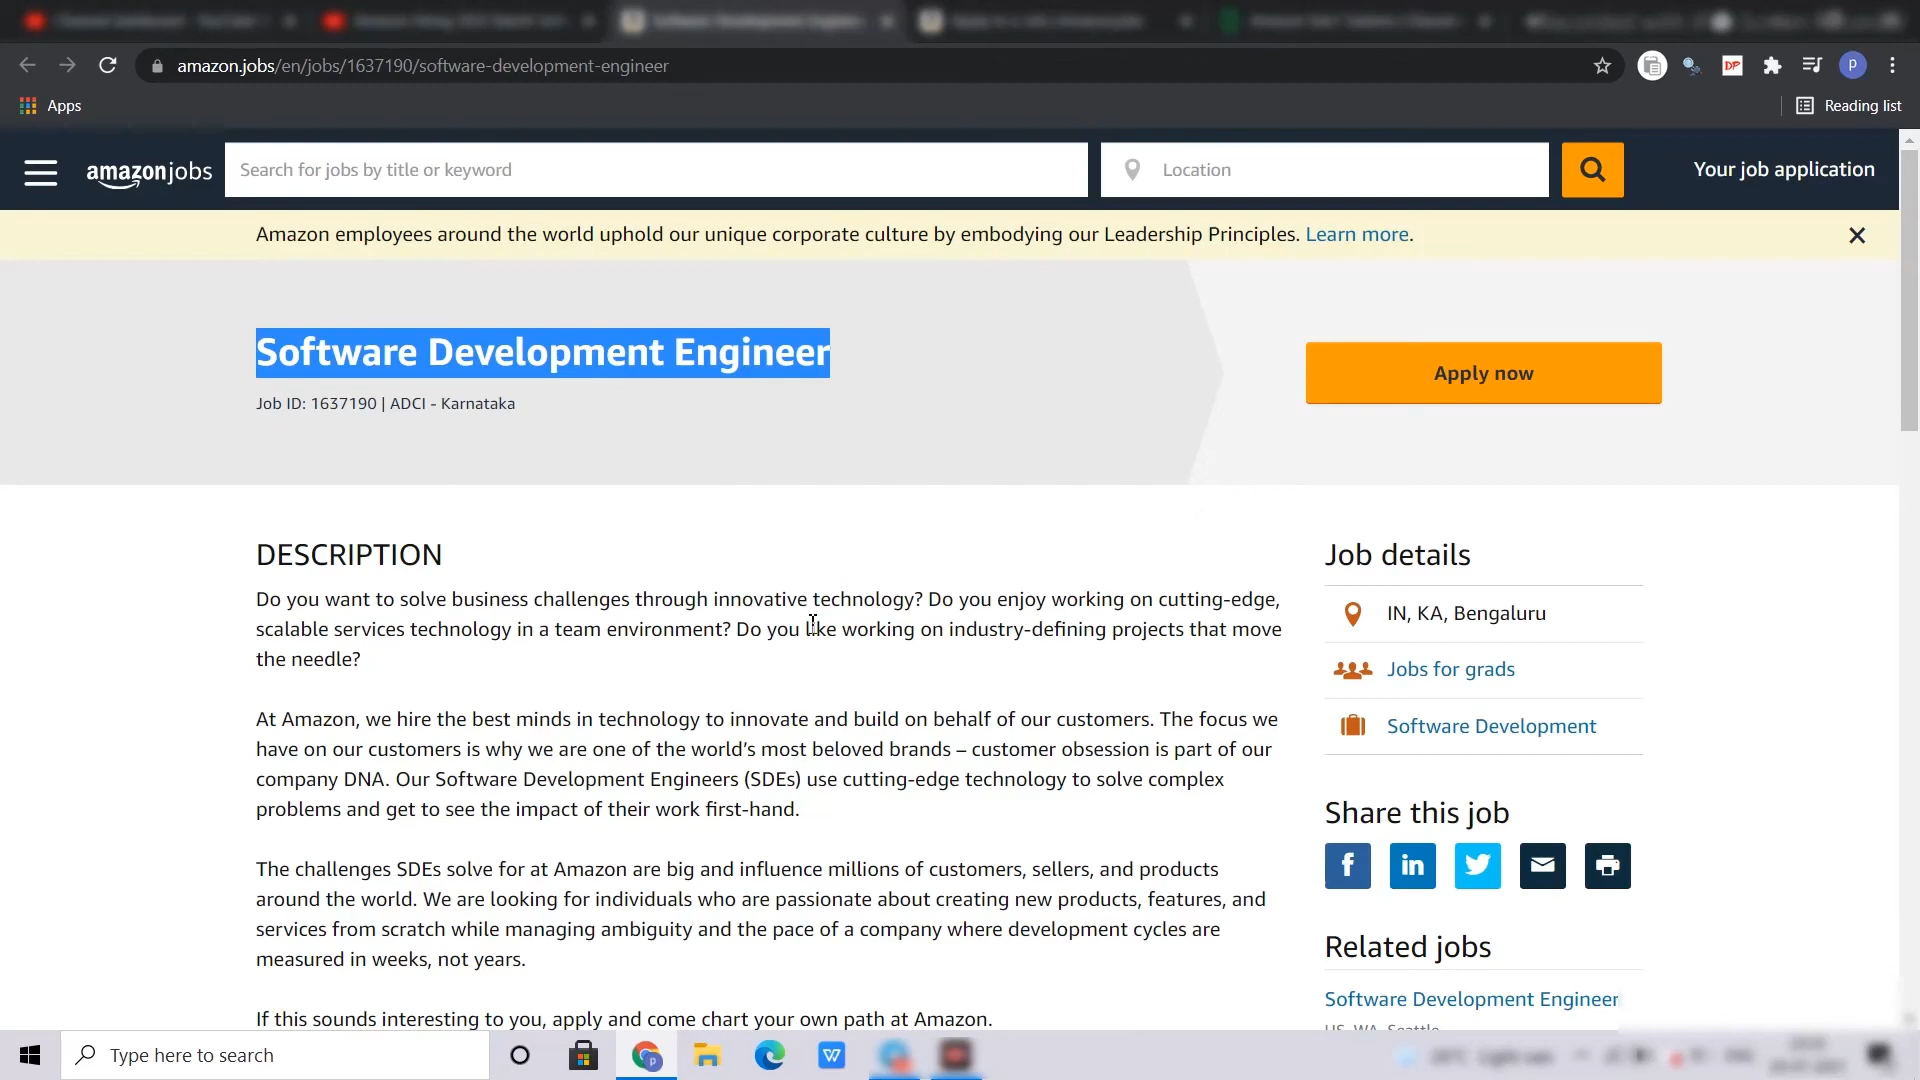 amazon.jobs/en/jobs/1637190/software-development-engineer
Apps
Reading list
amazonjobs
Search for jobs by title or keyword
Location
Your job application
Amazon employees around the world uphold our unique corporate culture by embodying our Leadership Principles. Learn more.
Software Development Engineer
Job ID: 1637190 | ADCI - Karnataka
Apply now
DESCRIPTION
Do you want to solve business challenges through innovative technology? Do you enjoy working on cutting-edge,
scalable services technology in a team environment? Do you like working on industry-defining projects that move
the needle?
At Amazon, we hire the best minds in technology to innovate and build on behalf of our customers. The focus we
have on our customers is why we are one of the world’s most beloved brands – customer obsession is part of our
company DNA. Our Software Development Engineers (SDEs) use cutting-edge technology to solve complex
problems and get to see the impact of their work first-hand.
The challenges SDEs solve for at Amazon are big and influence millions of customers, sellers, and products
around the world. We are looking for individuals who are passionate about creating new products, features, and
services from scratch while managing ambiguity and the pace of a company where development cycles are
measured in weeks, not years.
If this sounds interesting to you, apply and come chart your own path at Amazon.
Job details
IN, KA, Bengaluru
Jobs for grads
Software Development
Share this job
Related jobs
Software Development Engineer
US, WA, Seattle
Type here to search